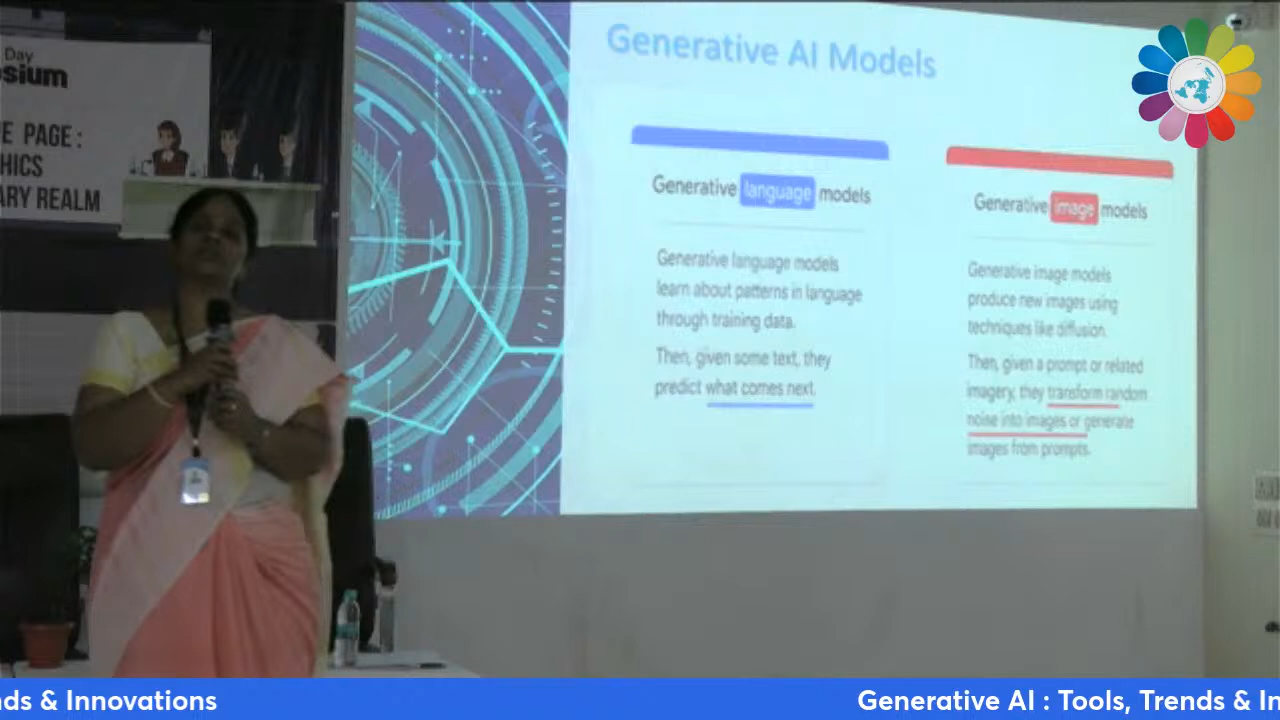 Day
osium
E PAGE :
HICS
ARY REALM
Generative AI Models
Generative language models
Generative language models
learn about patterns in language
through training data.
Then, given some text, they
predict what comes next.
Generative image models
Generative image models
produce new images using
techniques like diffusion.
Then, given a prompt or related
imagery, they transform random
noise into images or generate
images from prompts.
nds & Innovations
Generative AI : Tools, Trends & In